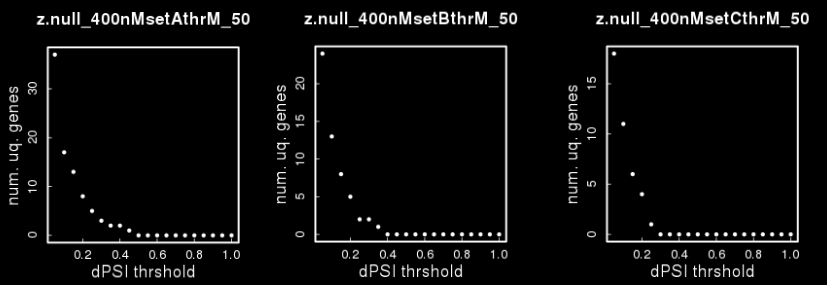 z.null_400nMsetAthrM_50
num. uq. genes
30
20
10
0
0.2 0.4 0.6 0.8 1.0
dPSI thrshold
z.null_400nMsetBthrM_50
num. uq. genes
20
15
10
5
0
0.2 0.4 0.6 0.8 1.0
dPSI thrshold
z.null_400nMsetCthrM_50
num. uq. genes
15
10
5
0
0.2 0.4 0.6 0.8 1.0
dPSI thrshold